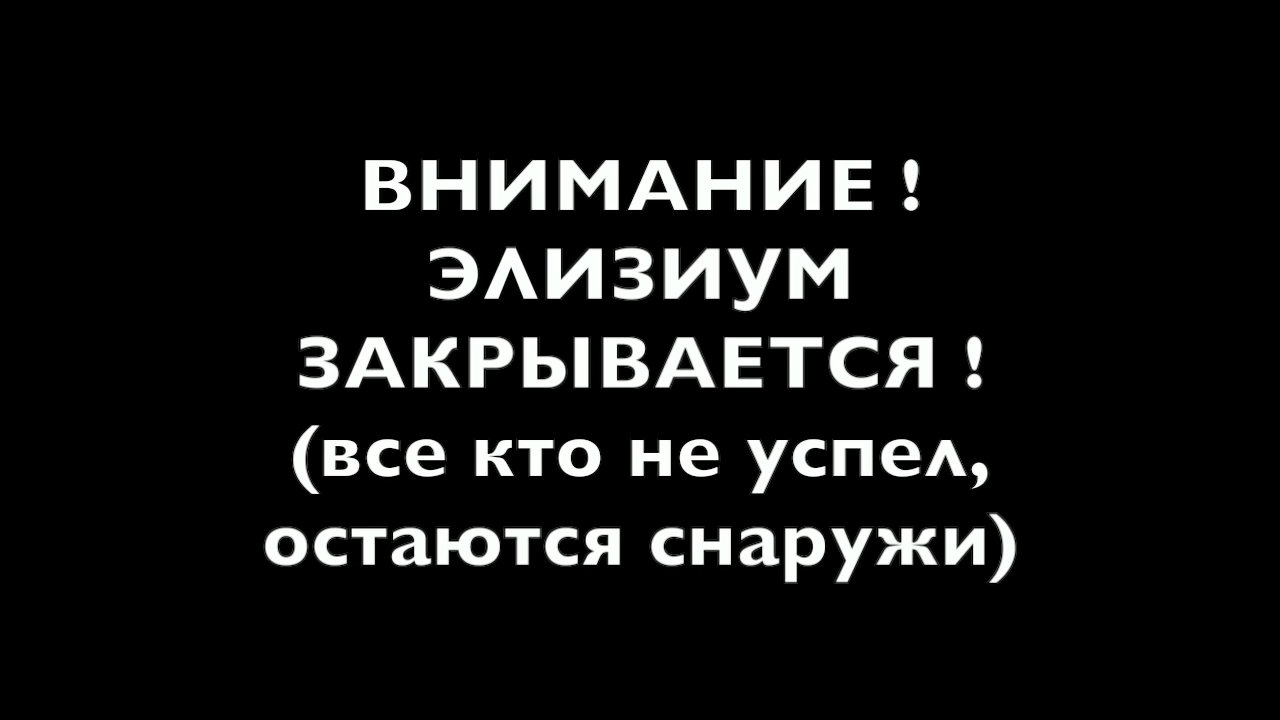 ВНИМАНИЕ !
ЭЛИЗИУМ
ЗАКРЫВАЕТСЯ !
(все кто не успел,
остаются снаружи)